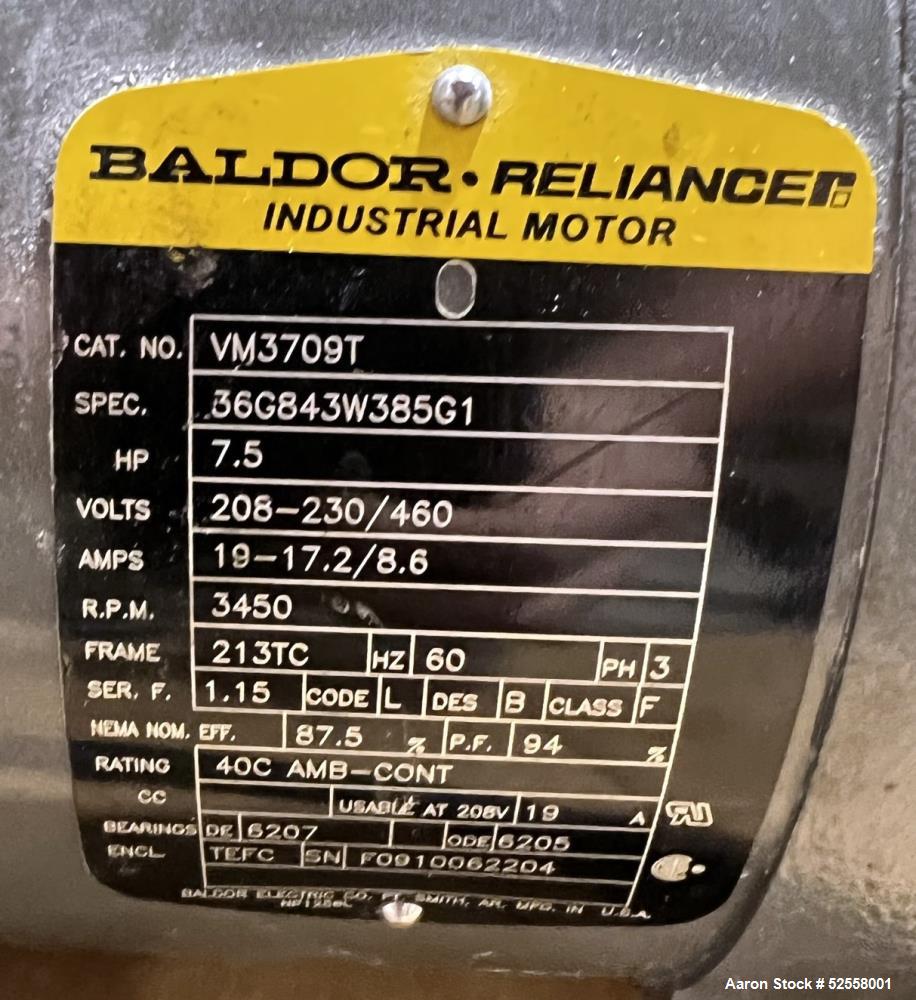 BALDOR • RELIANCER
INDUSTRIAL MOTOR
CAT. NO. VM3709T
SPEC. 36G843W385G1
HP 7.5
VOLTS 208-230/460
AMPS 19-17.2/8.6
R.P.M. 3450
FRAME 213TC HZ 60 PH 3
SER. F. 1.15 CODE L DES B CLASS F
NEMA NOM. EFF. 87.5 % P.F. 94 %
RATING 40C AMB-CONT
CC USABLE AT 208V 19 A
BEARINGS DE 6207 ODE 6205
ENCL TEFC SN F0910062204
BALDOR ELECTRIC CO. FT. SMITH, AR. MFG. IN U.S.A.
Aaron Stock # 52558001